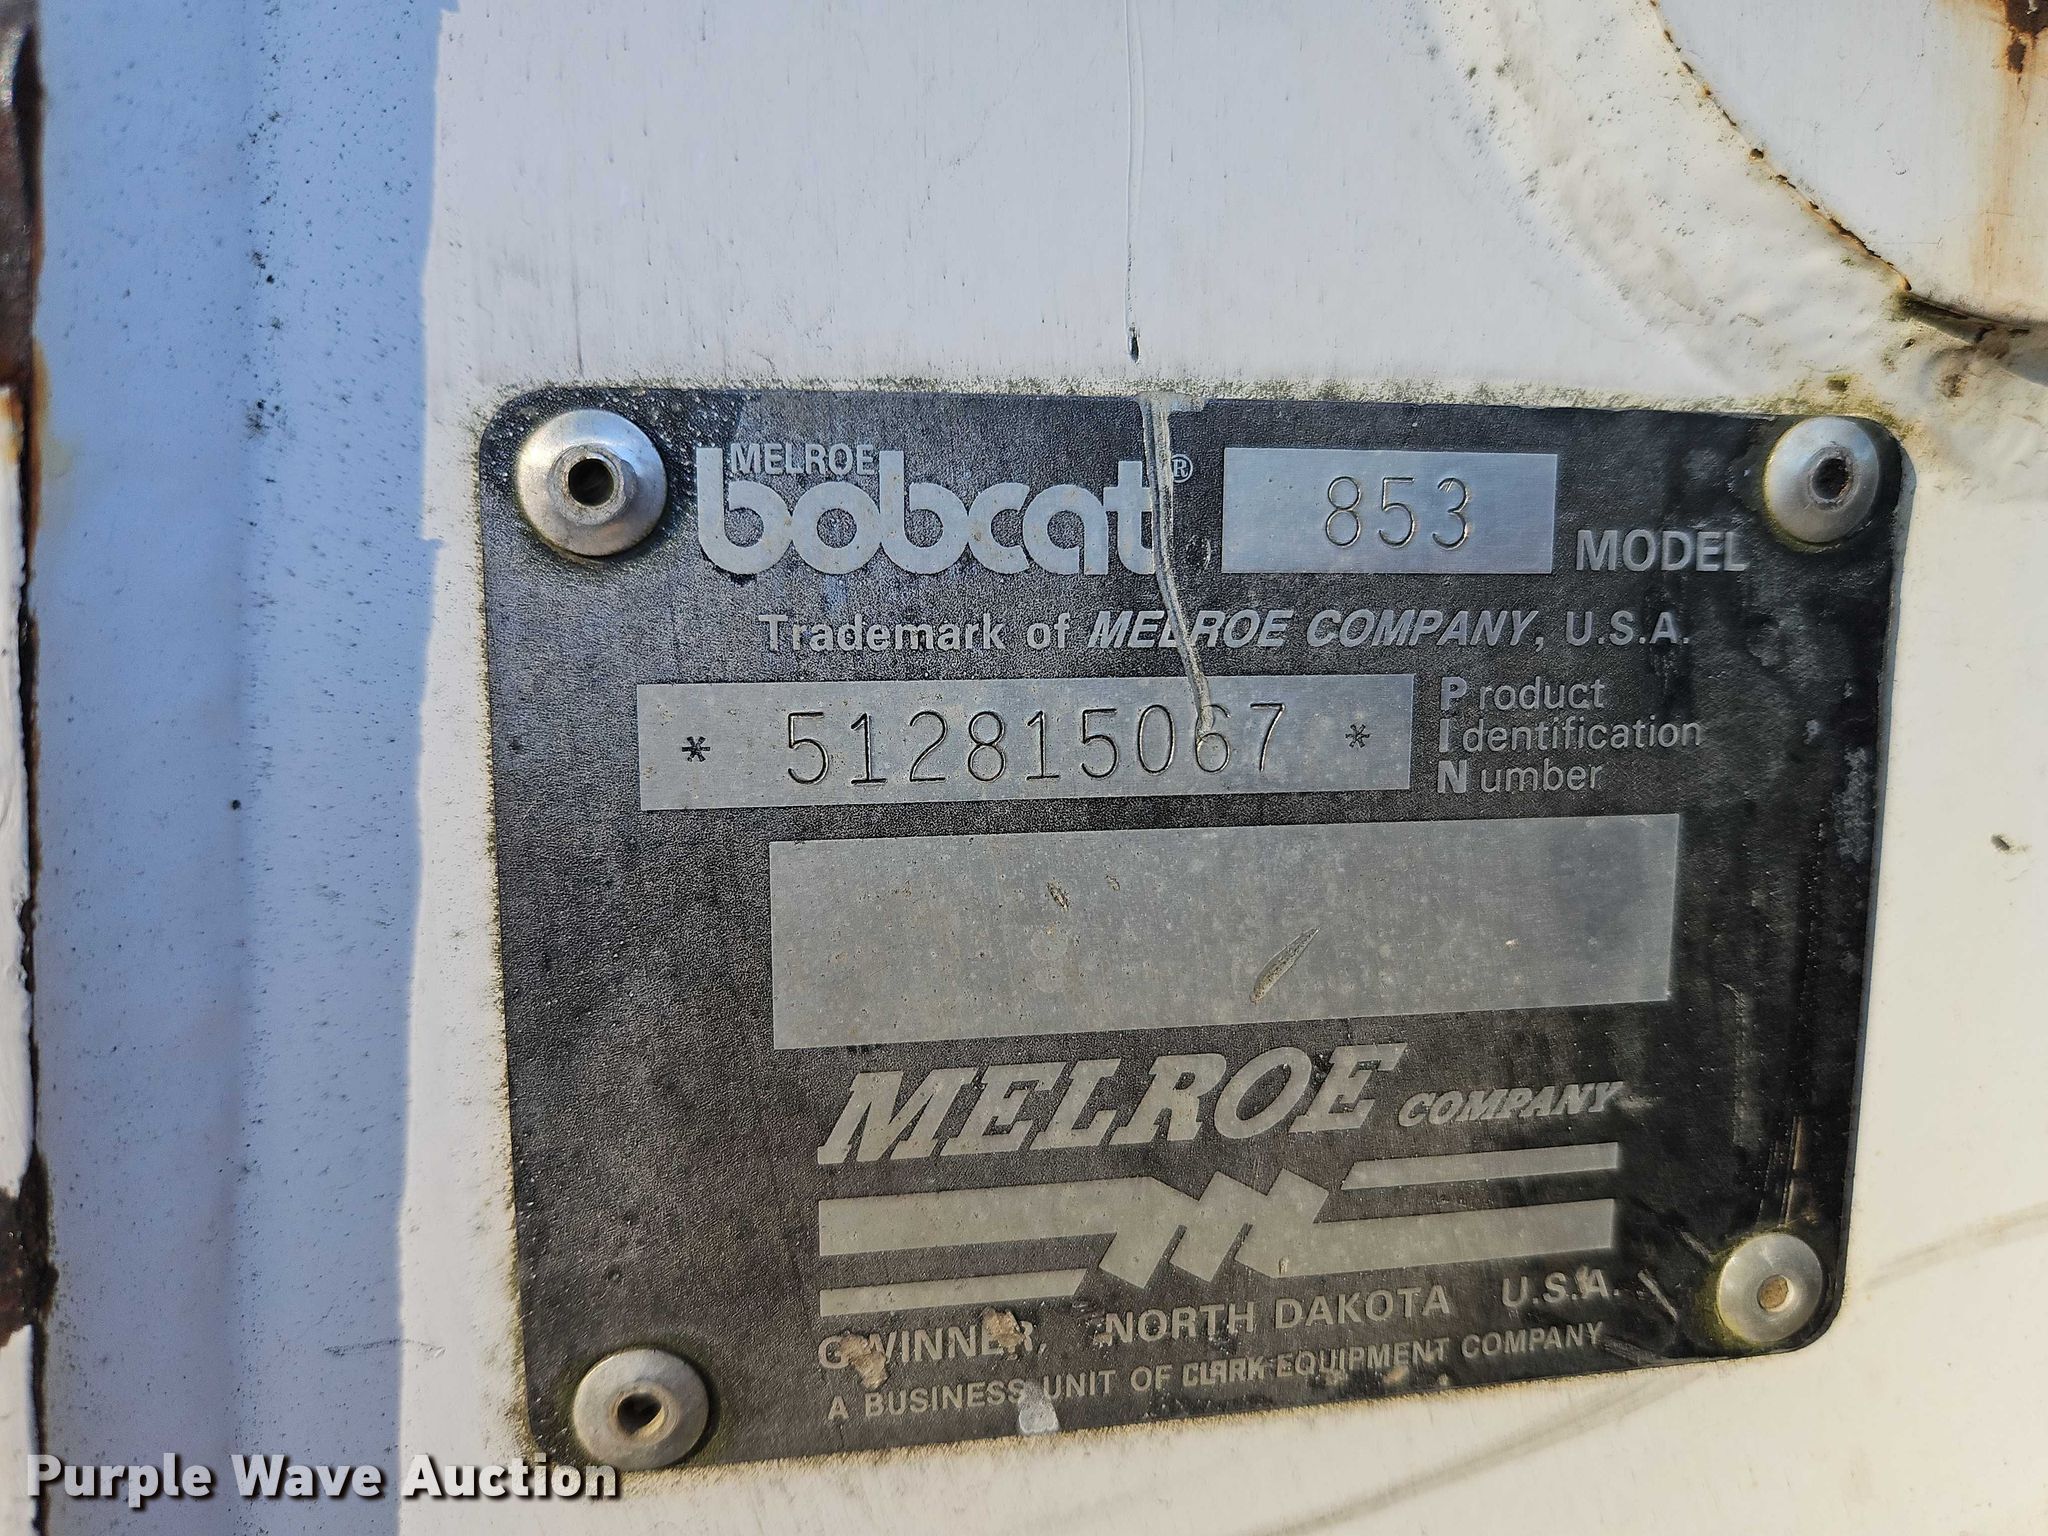 MELROE
bobcat® 853 MODEL
Trademark of MELROE COMPANY, U.S.A.
* 512815067 *
Product
Identification
Number
MELROE COMPANY
GWINNER, NORTH DAKOTA U.S.A.
A BUSINESS UNIT OF CLARK EQUIPMENT COMPANY
Purple Wave Auction